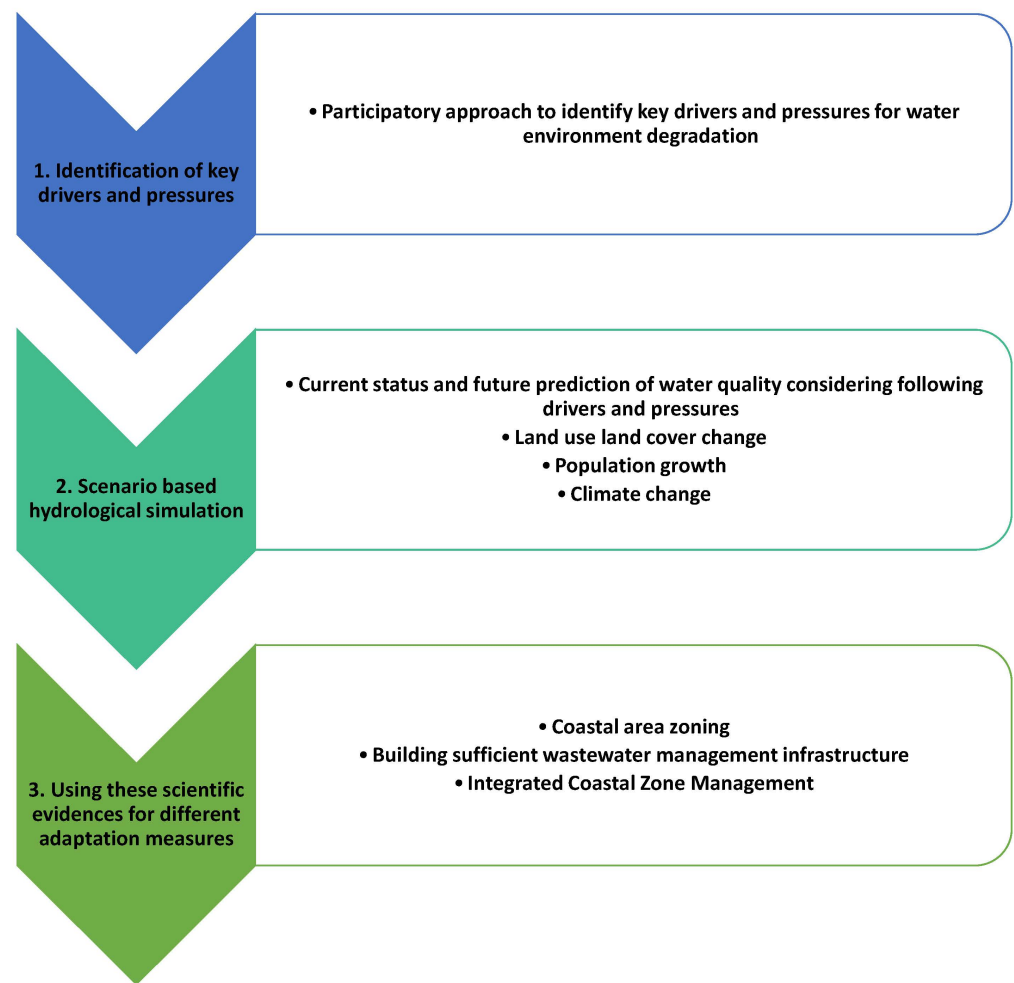 1. Identification of key
drivers and pressures
• Participatory approach to identify key drivers and pressures for water
environment degradation
2. Scenario based
hydrological simulation
• Current status and future prediction of water quality considering following
drivers and pressures
• Land use land cover change
• Population growth
• Climate change
3. Using these scientific
evidences for different
adaptation measures
• Coastal area zoning
• Building sufficient wastewater management infrastructure
• Integrated Coastal Zone Management